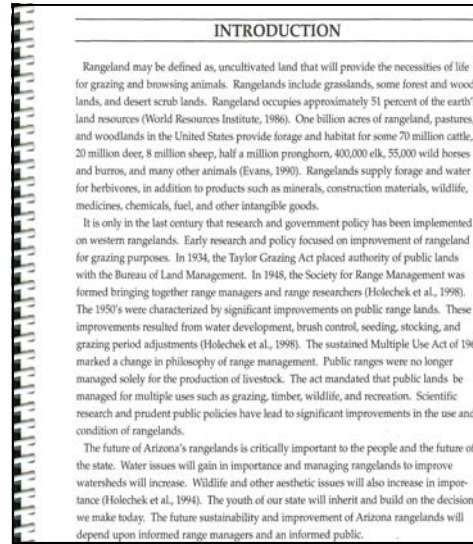 INTRODUCTION
Rangeland may be defined as, uncultivated land that will provide the necessities of life
for grazing and browsing animals. Rangelands include grasslands, some forest and wood
lands, and desert scrub lands. Rangeland occupies approximately 51 percent of the earth'
land resources (World Resources Institute, 1986). One billion acres of rangeland, pastures,
and woodlands in the United States provide forage and habitat for some 70 million cattle,
20 million deer, 8 million sheep, half a million pronghorn, 400,000 elk, 55,000 wild horses
and burros, and many other animals (Evans, 1990). Rangelands supply forage and water
for herbivores, in addition to products such as minerals, construction materials, wildlife,
medicines, chemicals, fuel, and other intangible goods.
It is only in the last century that research and government policy has been implemented
on western rangelands. Early research and policy focused on improvement of rangeland
for grazing purposes. In 1934, the Taylor Grazing Act placed authority of public lands
with the Bureau of Land Management. In 1948, the Society for Range Management was
formed bringing together range managers and range researchers (Holechek et al., 1998).
The 1950's were characterized by significant improvements on public range lands. These
improvements resulted from water development, brush control, seeding, stocking, and
grazing period adjustments (Holechek et al., 1998). The sustained Multiple Use Act of 196
marked a change in philosophy of range management. Public ranges were no longer
managed solely for the production of livestock. The act mandated that public lands be
managed for multiple uses such as grazing, timber, wildlife, and recreation. Scientific
research and prudent public policies have lead to significant improvements in the use and
condition of rangelands.
The future of Arizona's rangelands is critically important to the people and the future of
the state. Water issues will gain in importance and managing rangelands to improve
watersheds will increase. Wildlife and other aesthetic issues will also increase in impor-
tance (Holechek et al., 1994). The youth of our state will inherit and build on the decision
we make today. The future sustainability and improvement of Arizona rangelands will
depend upon informed range managers and an informed public.